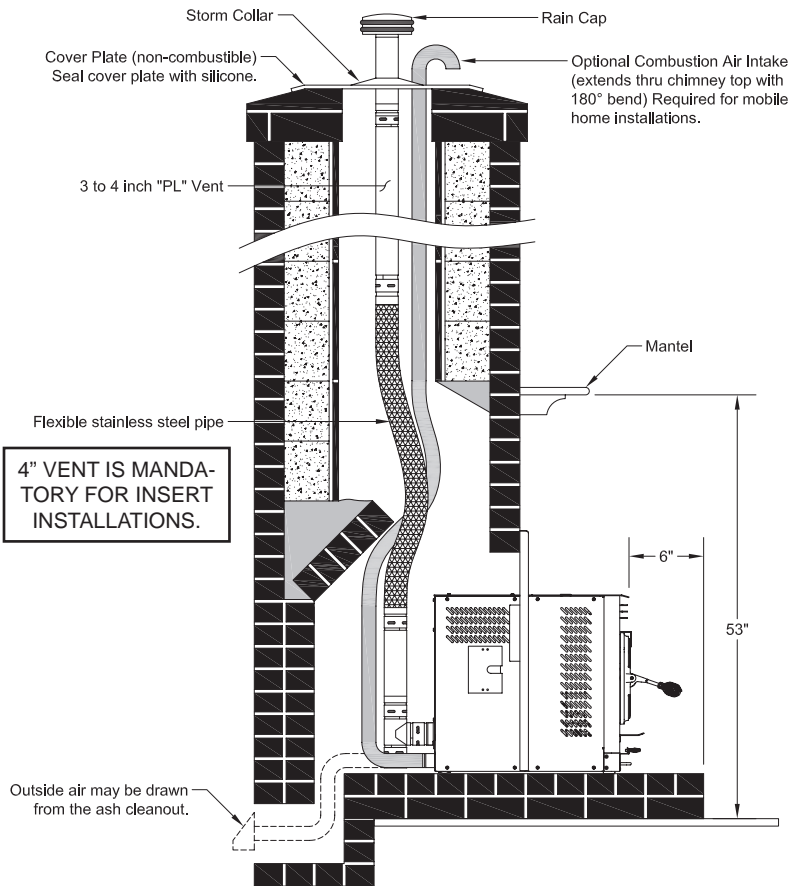 Storm Collar
Rain Cap
Cover Plate (non-combustible)
Seal cover plate with silicone.
Optional Combustion Air Intake
(extends thru chimney top with
180° bend) Required for mobile
home installations.
3 to 4 inch "PL" Vent
Mantel
Flexible stainless steel pipe
4” VENT IS MANDA-
TORY FOR INSERT
INSTALLATIONS.
6"
53"
Outside air may be drawn
from the ash cleanout.